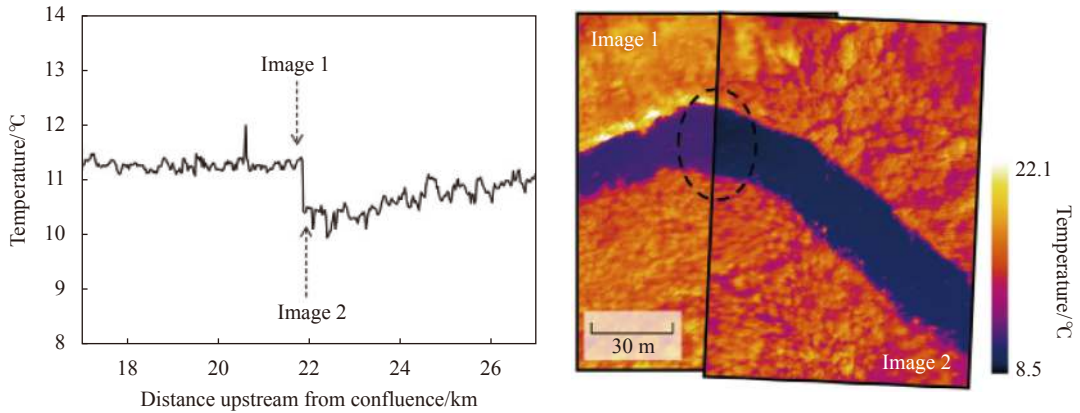 14
13
12
11
10
9
8
Temperature/℃
Image 1
Image 2
18
20
22
24
26
Distance upstream from confluence/km
Image 1
30 m
Image 2
22.1
8.5
Temperature/℃